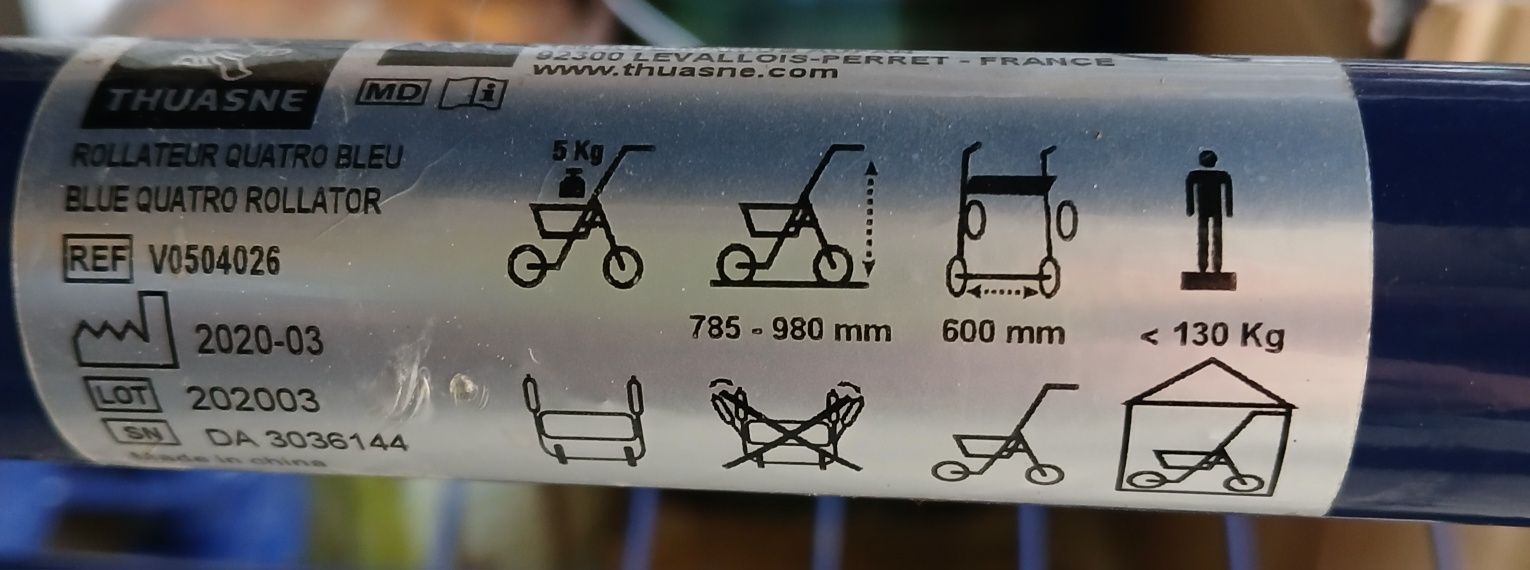 92300 LEVALLOIS-PERRET - FRANCE
www.thuasne.com
THUASNE
MD
ROLLATEUR QUATRO BLEU
BLUE QUATRO ROLLATOR
REF V0504026
2020-03
LOT 202003
SN DA 3036144
Made in china
5 Kg
785 - 980 mm
600 mm
< 130 Kg